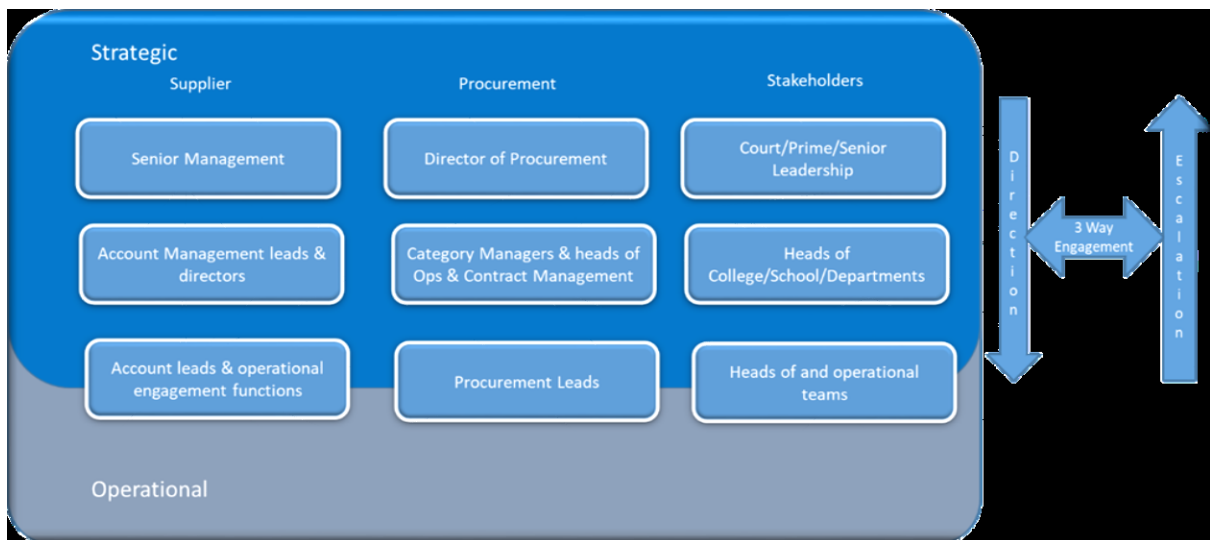 Strategic
Supplier
Procurement
Stakeholders
Senior Management
Director of Procurement
Court/Prime/Senior
Leadership
Account Management leads &
directors
Category Managers & heads of
Ops & Contract Management
Heads of
College/School/Departments
Account leads & operational
engagement functions
Procurement Leads
Heads of and operational
teams
Operational
Direction
3 Way
Engagement
Escalation